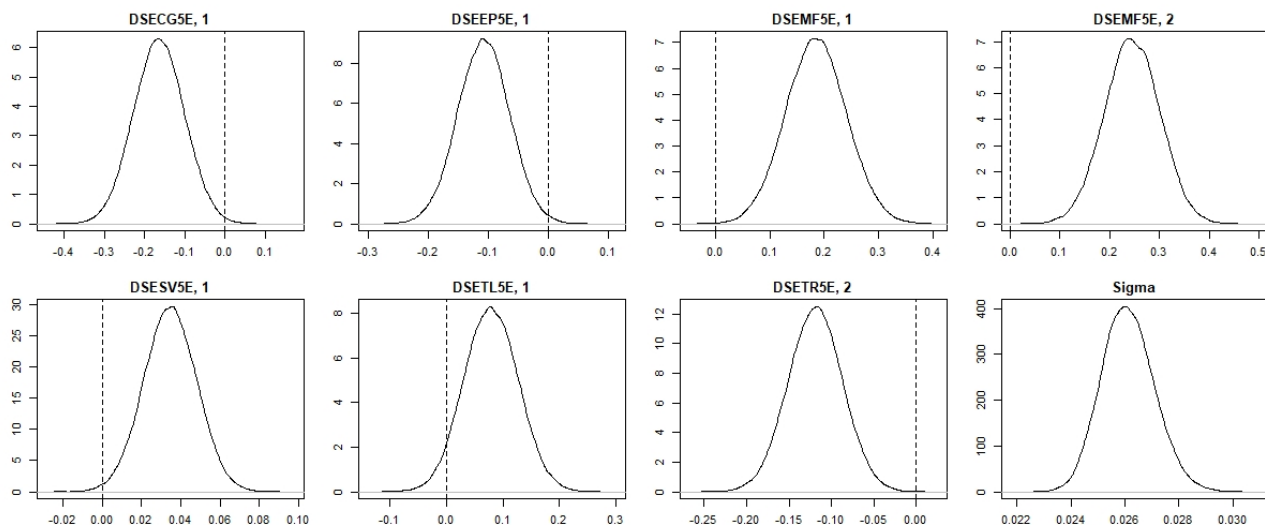 DSECG5E, 1
0 1 2 3 4 5 6
-0.4 -0.3 -0.2 -0.1 0.0 0.1
DSEEP5E, 1
0 2 4 6 8
-0.3 -0.2 -0.1 0.0 0.1
DSEMF5E, 1
0 1 2 3 4 5 6 7
0.0 0.1 0.2 0.3 0.4
DSEMF5E, 2
0 1 2 3 4 5 6 7
0.0 0.1 0.2 0.3 0.4 0.5
DSESV5E, 1
0 5 10 15 20 25 30
-0.02 0.00 0.02 0.04 0.06 0.08 0.10
DSETL5E, 1
0 2 4 6 8
-0.1 0.0 0.1 0.2 0.3
DSETR5E, 2
0 2 4 6 8 10 12
-0.25 -0.20 -0.15 -0.10 -0.05 0.00
Sigma
0 100 200 300 400
0.022 0.024 0.026 0.028 0.030